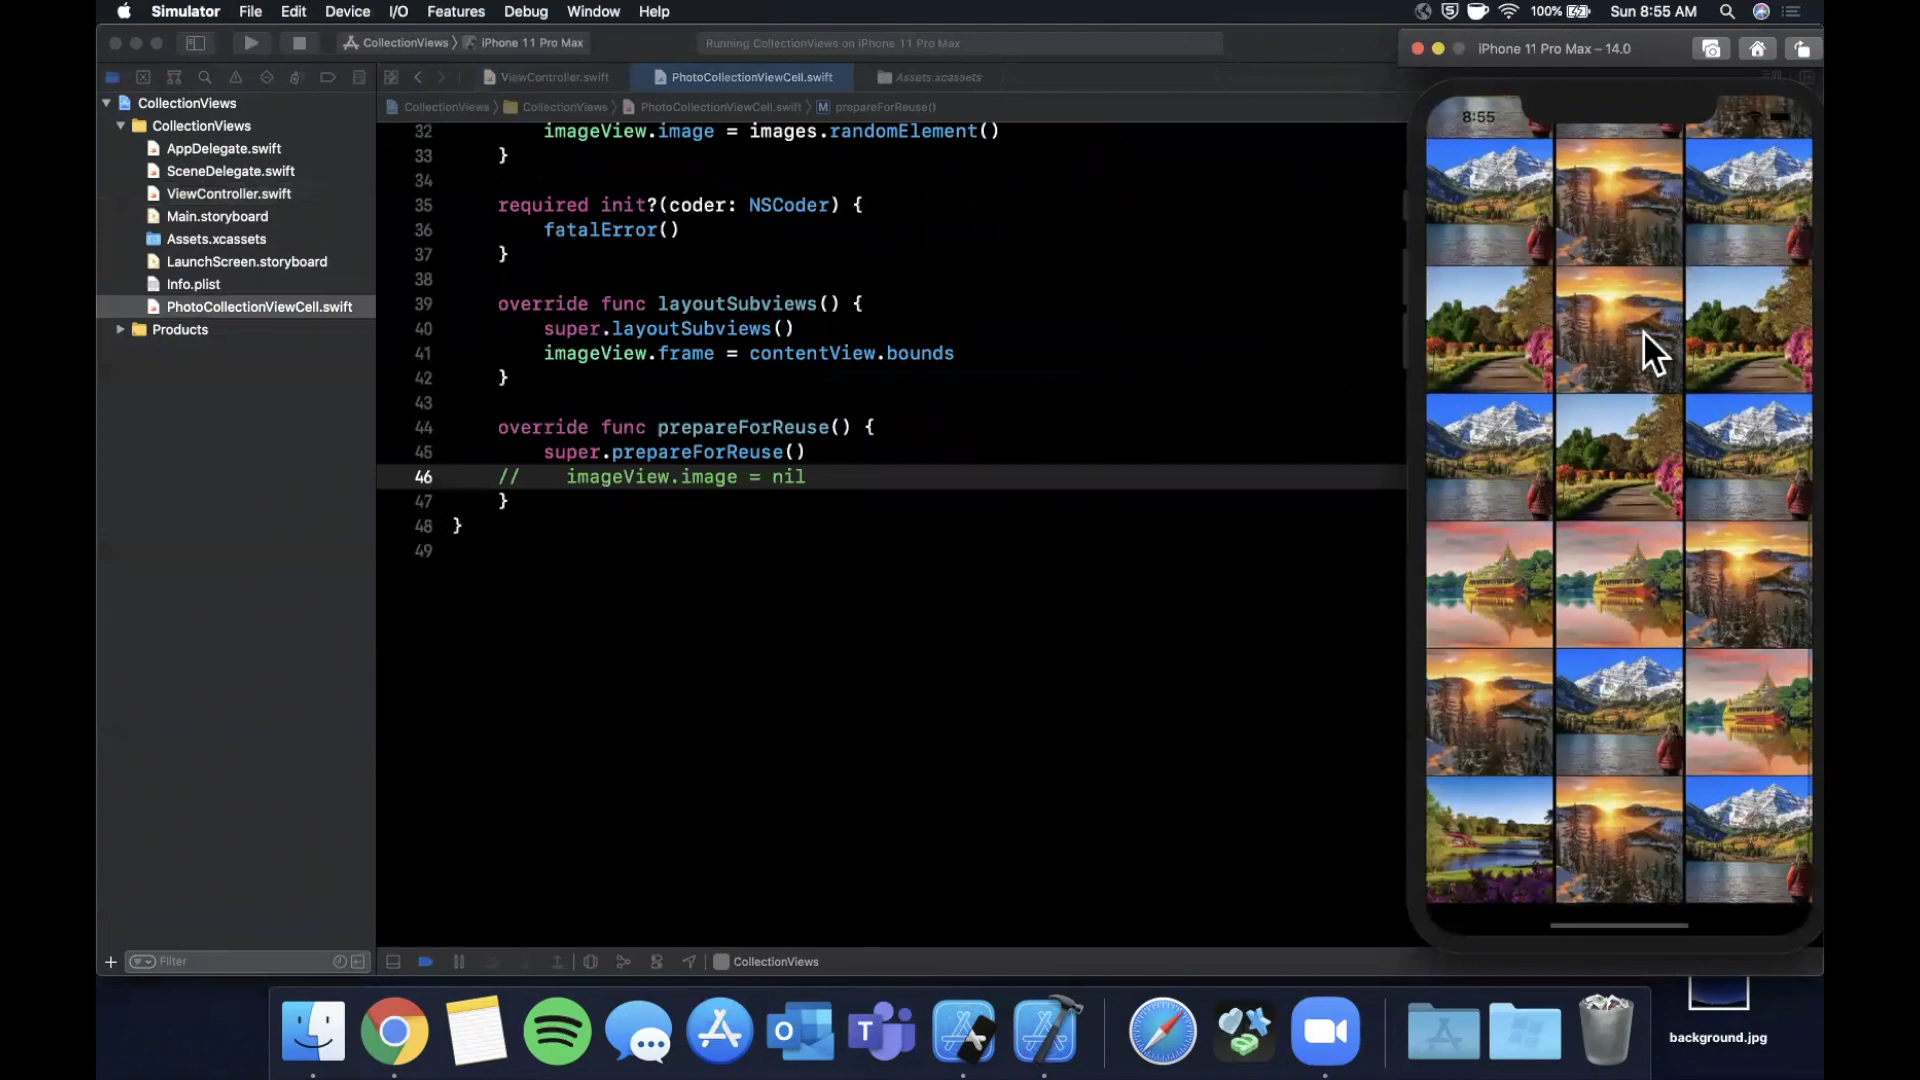 Simulator File Edit Device I/O Features Debug Window Help 100% Sun 8:55 AM
CollectionViews iPhone 11 Pro Max Running CollectionViews on iPhone 11 Pro Max
iPhone 11 Pro Max – 14.0
ViewController.swift PhotoCollectionViewCell.swift Assets.xcassets
CollectionViews CollectionViews PhotoCollectionViewCell.swift M prepareForReuse()
CollectionViews
CollectionViews
AppDelegate.swift
SceneDelegate.swift
ViewController.swift
Main.storyboard
Assets.xcassets
LaunchScreen.storyboard
Info.plist
PhotoCollectionViewCell.swift
Products
32 imageView.image = images.randomElement()
33 }
34
35 required init?(coder: NSCoder) {
36 fatalError()
37 }
38
39 override func layoutSubviews() {
40 super.layoutSubviews()
41 imageView.frame = contentView.bounds
42 }
43
44 override func prepareForReuse() {
45 super.prepareForReuse()
46 // imageView.image = nil
47 }
48 }
49
8:55
Filter
CollectionViews
background.jpg